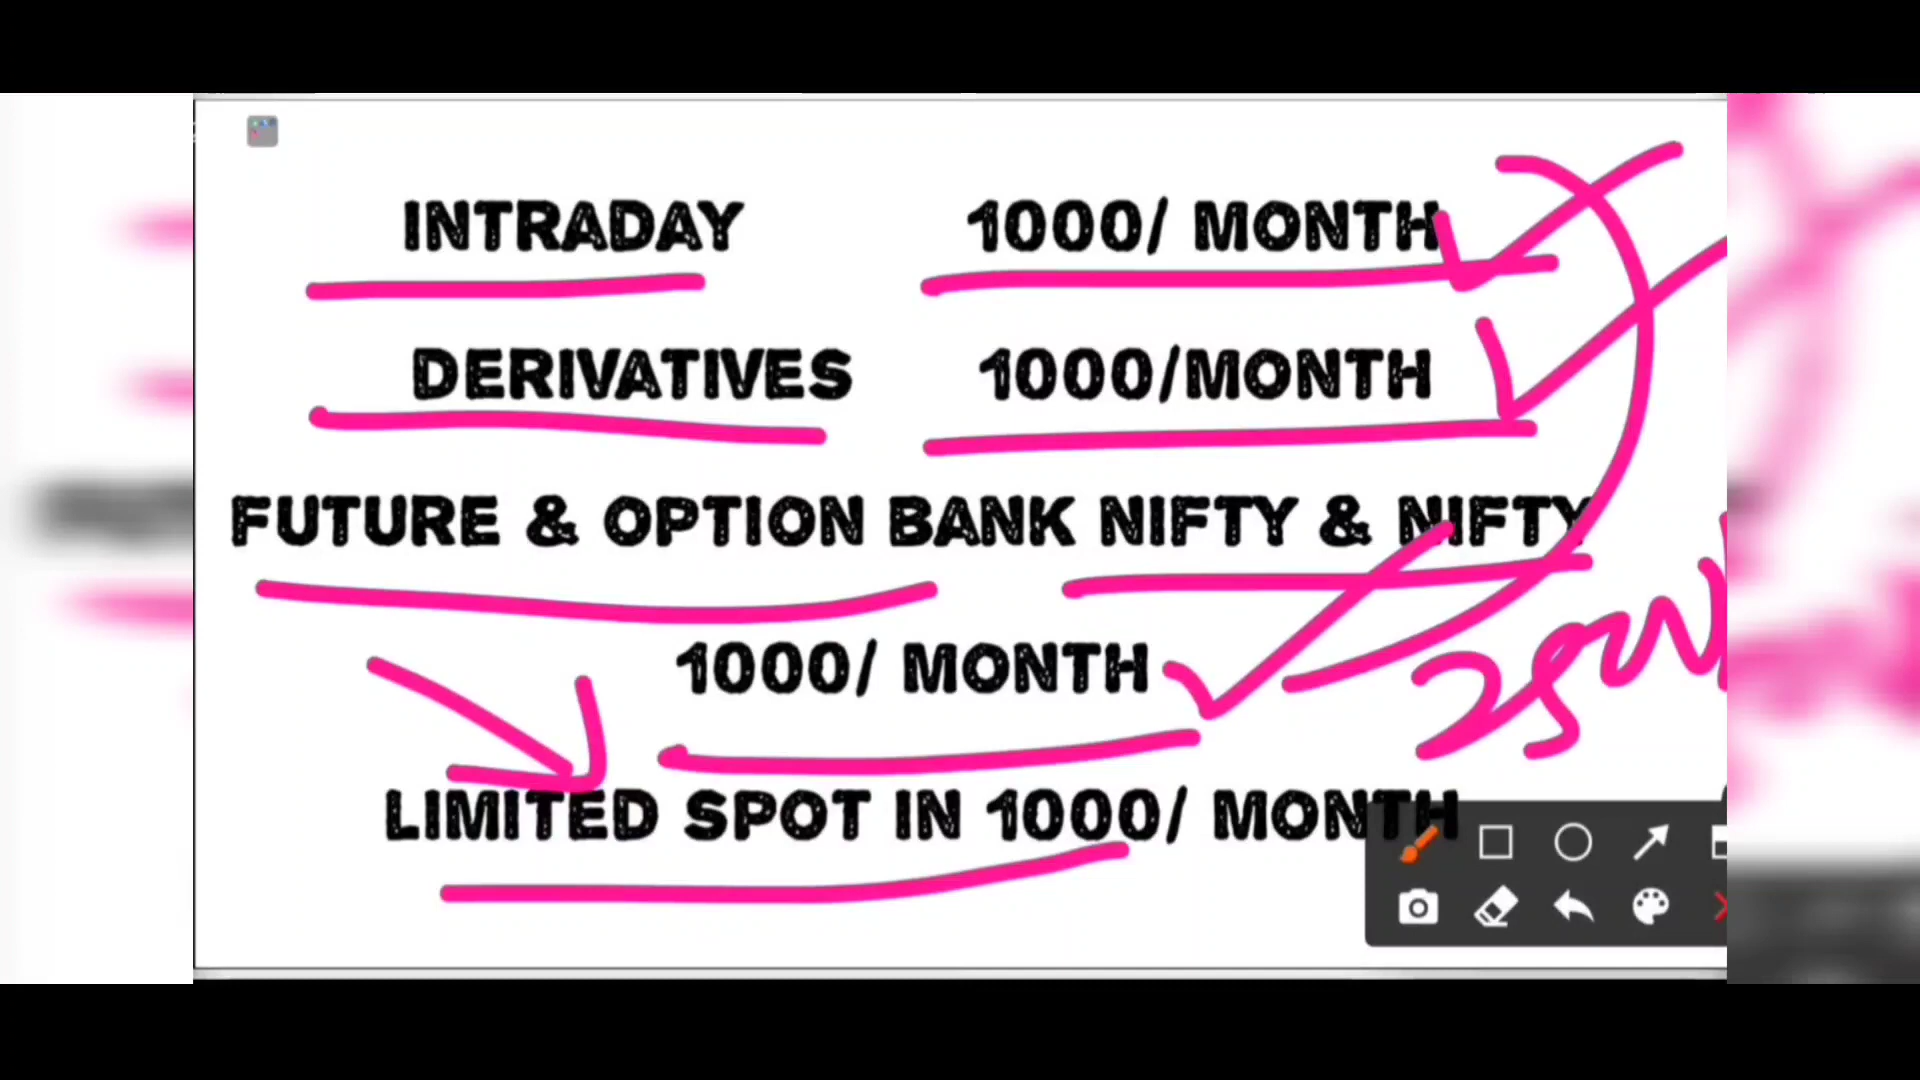 INTRADAY 1000/ MONTH
DERIVATIVES 1000/MONTH
FUTURE & OPTION BANK NIFTY & NIFTY
1000/ MONTH
LIMITED SPOT IN 1000/ MONTH